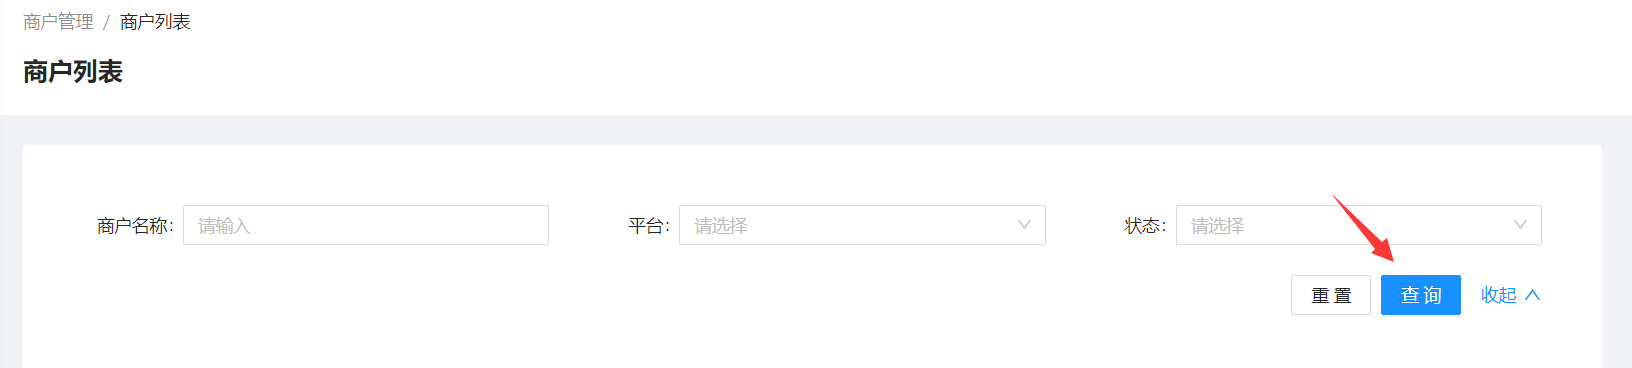 商户管理 / 商户列表
商户列表
商户名称: 请输入 平台: 请选择 状态: 请选择
重 置 查 询 收起